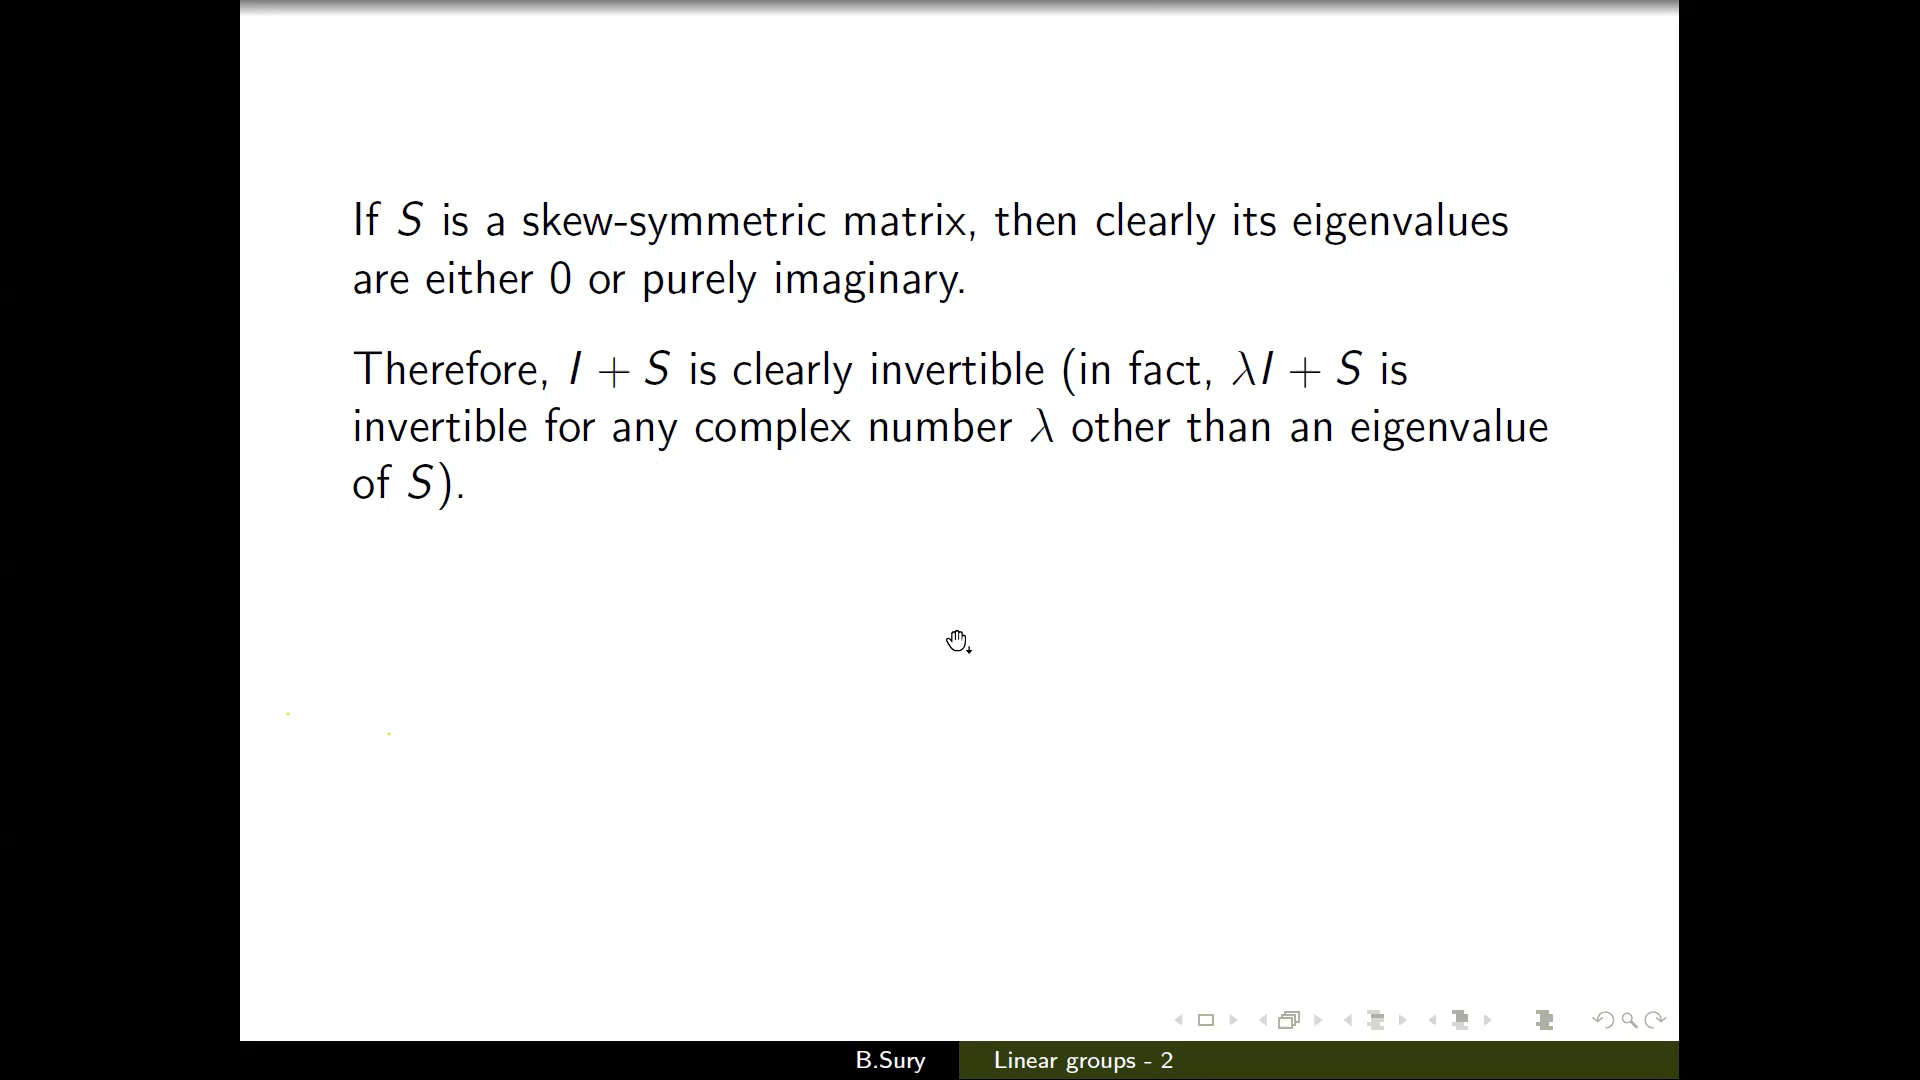 If S is a skew-symmetric matrix, then clearly its eigenvalues
are either 0 or purely imaginary.
Therefore, I + S is clearly invertible (in fact, λI + S is
invertible for any complex number λ other than an eigenvalue
of S).
B.Sury
Linear groups - 2